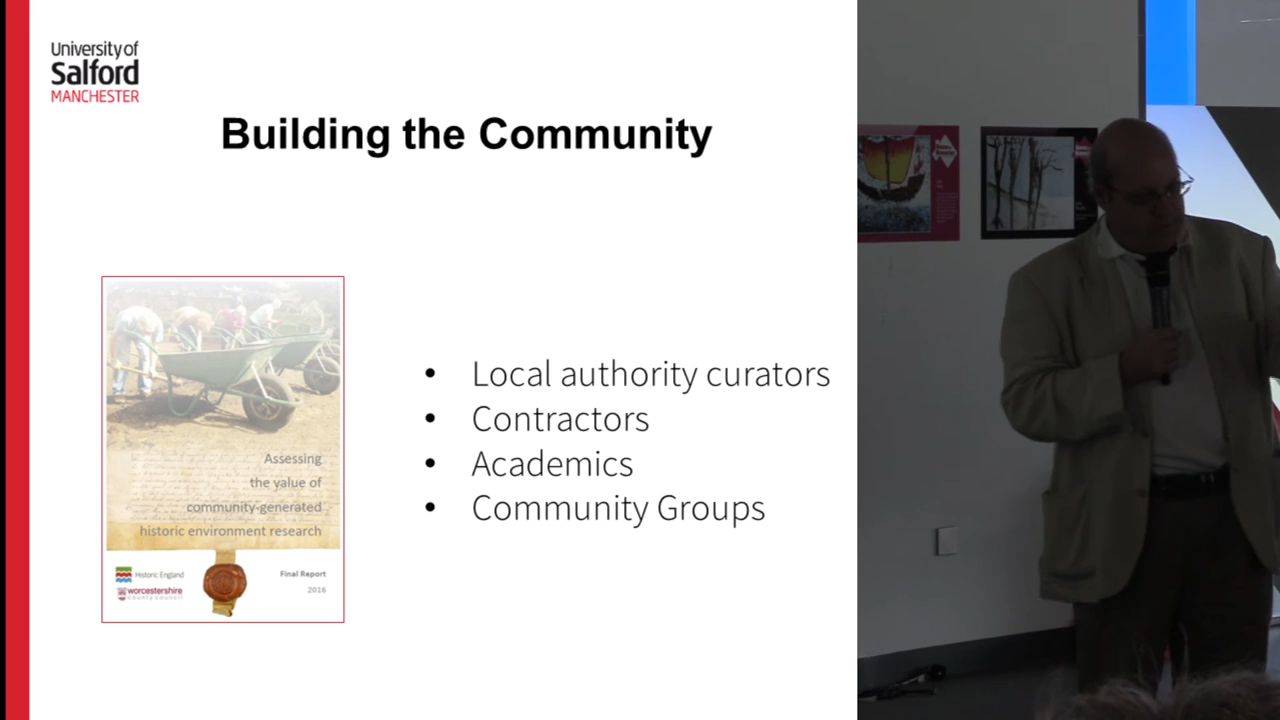 University of
Salford
MANCHESTER
Building the Community
Assessing
the value of
community-generated
historic environment research
Historic England
worcestershire
county council
Final Report
2016
• Local authority curators
• Contractors
• Academics
• Community Groups